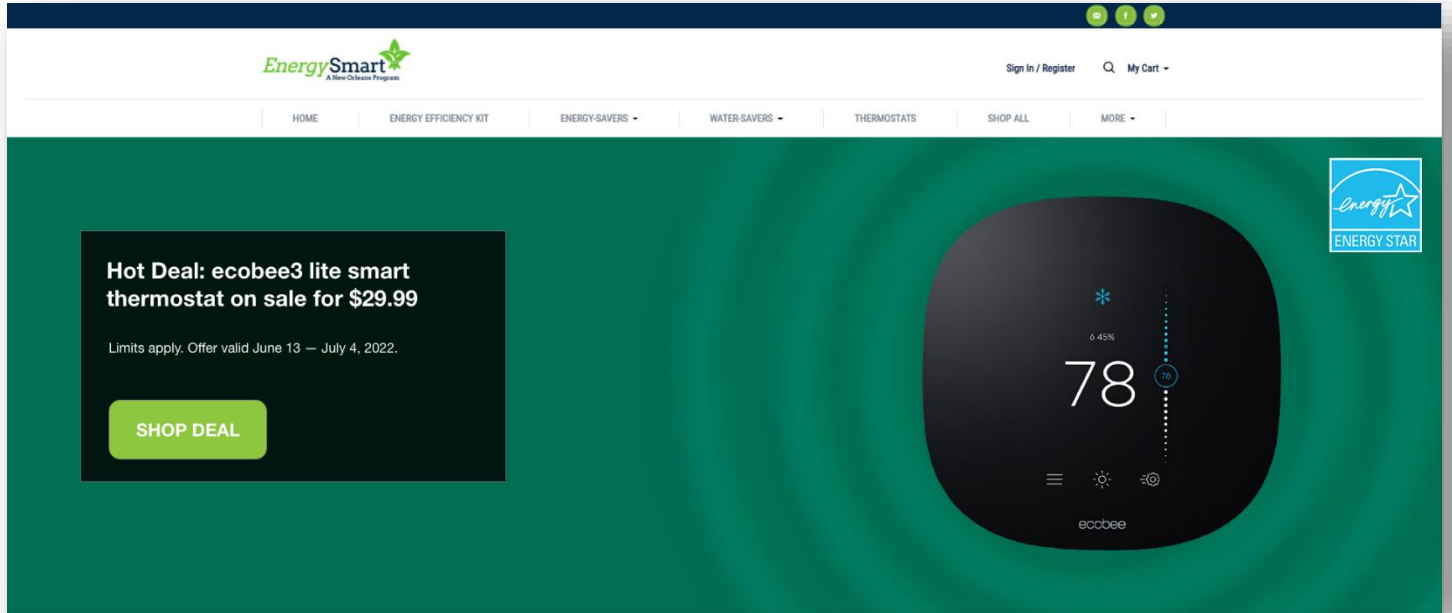 EnergySmart
A New Orleans Program
Sign In / Register
My Cart
HOME
ENERGY EFFICIENCY KIT
ENERGY-SAVERS
WATER-SAVERS
THERMOSTATS
SHOP ALL
MORE
Hot Deal: ecobee3 lite smart
thermostat on sale for $29.99
Limits apply. Offer valid June 13 — July 4, 2022.
SHOP DEAL
45%
78
78
ecobee
energy
ENERGY STAR